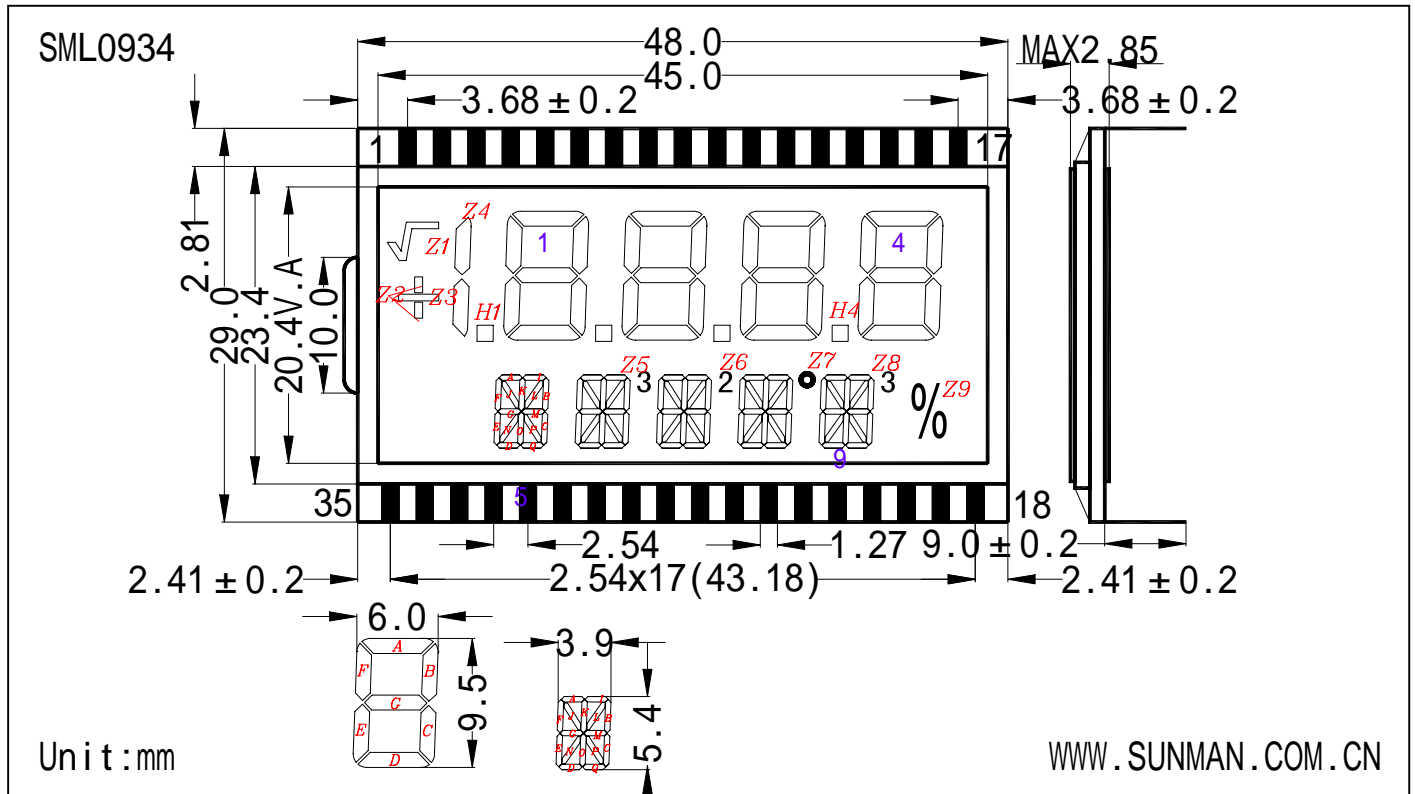 SML0934
48.0
MAX2.85
45.0
3.68±0.2
3.68±0.2
1
17
2.81
29.0
23.4
20.4V.A
10.0
Z4
Z1
1
4
Z2
Z3
H1
H4
Z5
3
Z6
2
Z7
Z8
3
%
Z9
A
I
F
J
K
L
B
G
M
E
N
O
P
C
D
Q
9
35
5
18
2.54
1.27
9.0±0.2
2.41±0.2
2.54x17(43.18)
2.41±0.2
6.0
3.9
A
F
B
G
E
C
D
9.5
A
I
F
J
K
L
B
G
M
E
N
O
P
C
D
Q
5.4
Unit:mm
WWW.SUNMAN.COM.CN